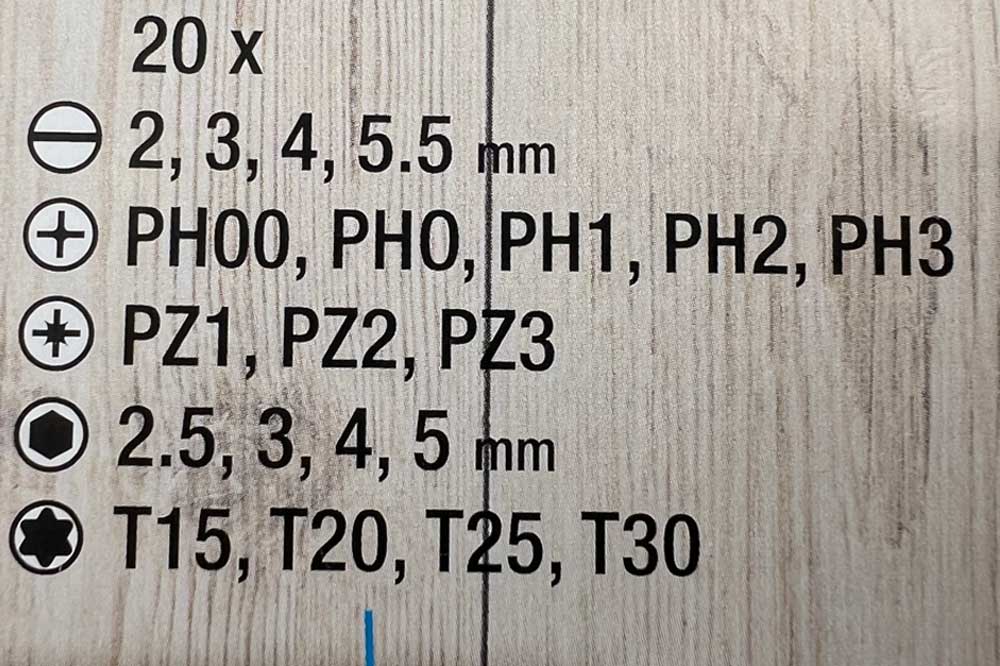 20 x
2, 3, 4, 5.5 mm
PH00, PH0, PH1, PH2, PH3
PZ1, PZ2, PZ3
2.5, 3, 4, 5 mm
T15, T20, T25, T30